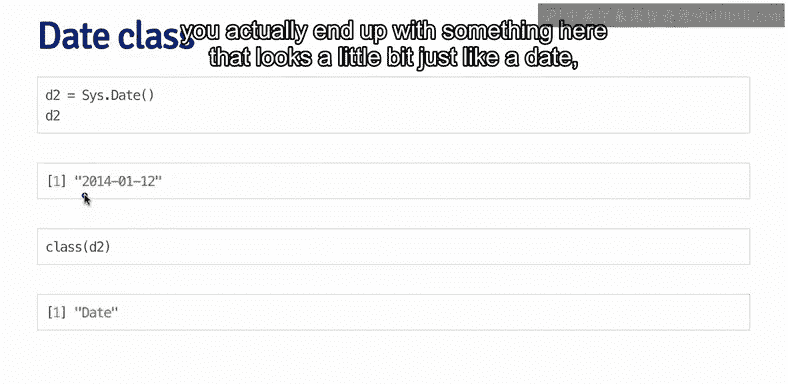 Date class
you actually end up with something here
that looks a little bit just like a date,
d2 = Sys.Date()
d2
[1] "2014-01-12"
class(d2)
[1] "Date"